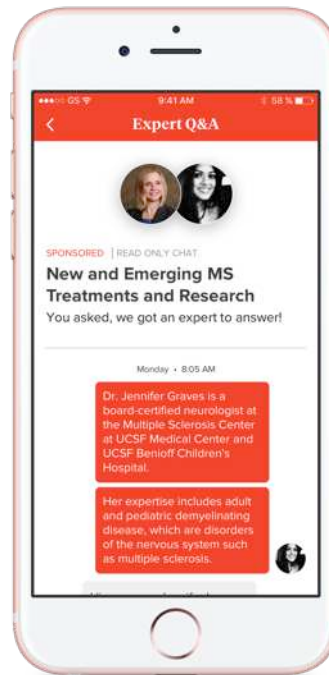 GS 9:41 AM 58 %
Expert Q&A
SPONSORED | READ ONLY CHAT
New and Emerging MS
Treatments and Research
You asked, we got an expert to answer!
Monday • 8:05 AM
Dr. Jennifer Graves is a
board-certified neurologist at
the Multiple Sclerosis Center
at UCSF Medical Center and
UCSF Benioff Children's
Hospital.
Her expertise includes adult
and pediatric demyelinating
disease, which are disorders
of the nervous system such
as multiple sclerosis.